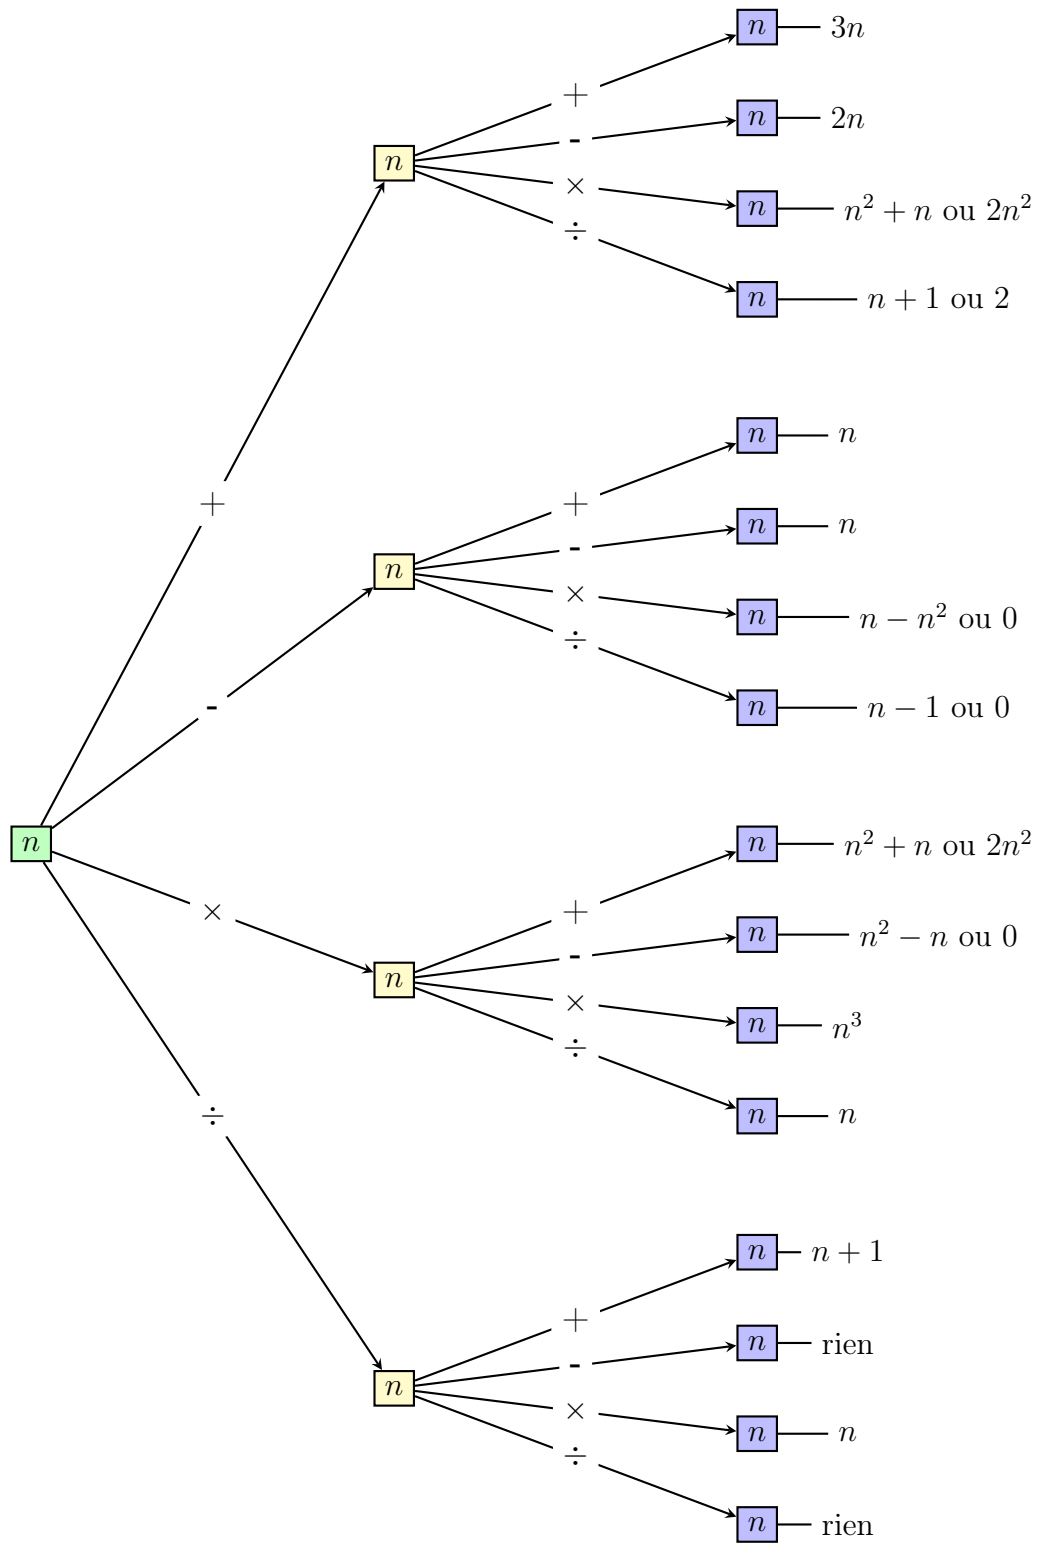 n 3n
+
n 2n
-
n
×
n n² + n ou 2n²
÷
n n + 1 ou 2
n n
+
+
n n
-
n
×
n n − n² ou 0
÷
-
n n − 1 ou 0
n
n n² + n ou 2n²
×
+
n n² − n ou 0
-
n
×
n n³
÷
÷
n n
n n + 1
+
n rien
-
n
×
n n
÷
n rien